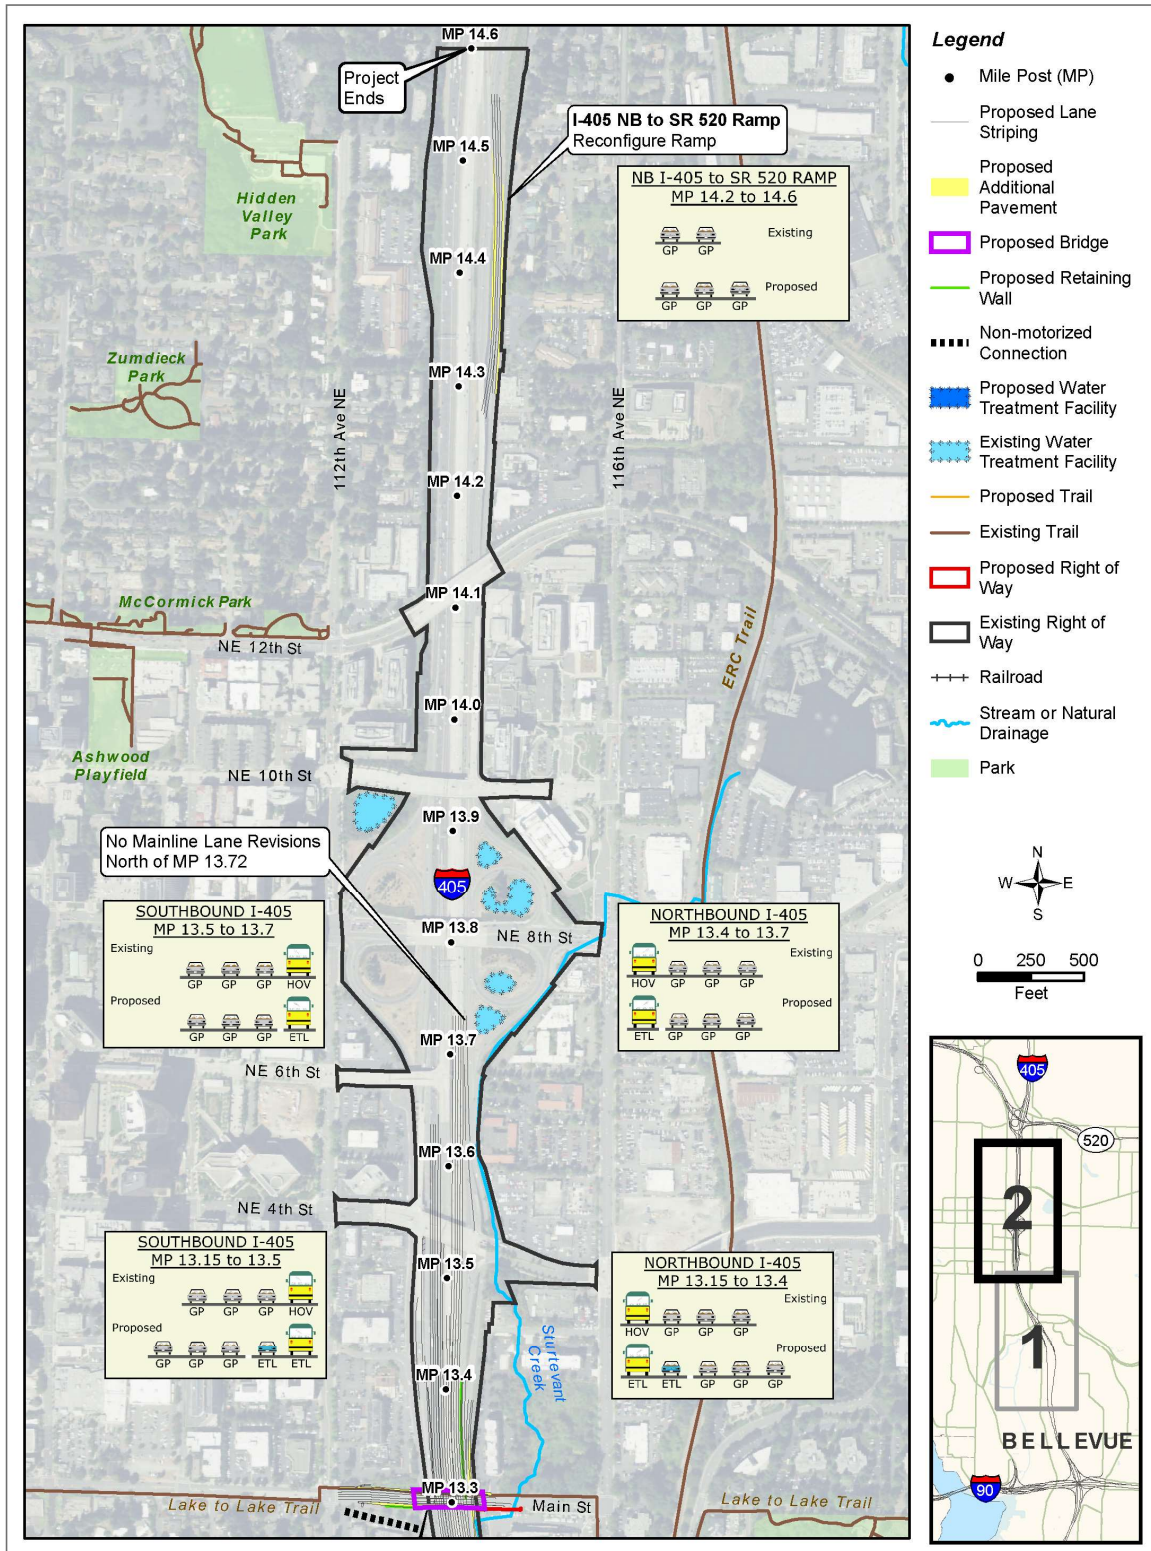 MP 14.6
Project
Ends
I-405 NB to SR 520 Ramp
Reconfigure Ramp
MP 14.5
NB I-405 to SR 520 RAMP
MP 14.2 to 14.6
Existing
GP GP
Proposed
GP GP GP
Hidden
Valley
Park
MP 14.4
Zumdieck
Park
MP 14.3
112th Ave NE
116th Ave NE
MP 14.2
McCormick Park
MP 14.1
NE 12th St
ERC Trail
MP 14.0
Ashwood
Playfield
NE 10th St
MP 13.9
No Mainline Lane Revisions
North of MP 13.72
405
SOUTHBOUND I-405
MP 13.5 to 13.7
Existing
GP GP GP HOV
Proposed
GP GP GP ETL
MP 13.8
NE 8th St
NORTHBOUND I-405
MP 13.4 to 13.7
Existing
HOV GP GP GP
Proposed
ETL GP GP GP
MP 13.7
NE 6th St
MP 13.6
NE 4th St
SOUTHBOUND I-405
MP 13.15 to 13.5
Existing
GP GP GP HOV
Proposed
GP GP GP ETL ETL
MP 13.5
NORTHBOUND I-405
MP 13.15 to 13.4
Existing
HOV GP GP GP
Proposed
ETL ETL GP GP GP
Sturtevant
Creek
MP 13.4
MP 13.3
Lake to Lake Trail
Main St
Lake to Lake Trail
Legend
Mile Post (MP)
Proposed Lane
Striping
Proposed
Additional
Pavement
Proposed Bridge
Proposed Retaining
Wall
Non-motorized
Connection
Proposed Water
Treatment Facility
Existing Water
Treatment Facility
Proposed Trail
Existing Trail
Proposed Right of
Way
Existing Right of
Way
Railroad
Stream or Natural
Drainage
Park
N
W E
S
0 250 500
Feet
405
520
2
1
BELLEVUE
90